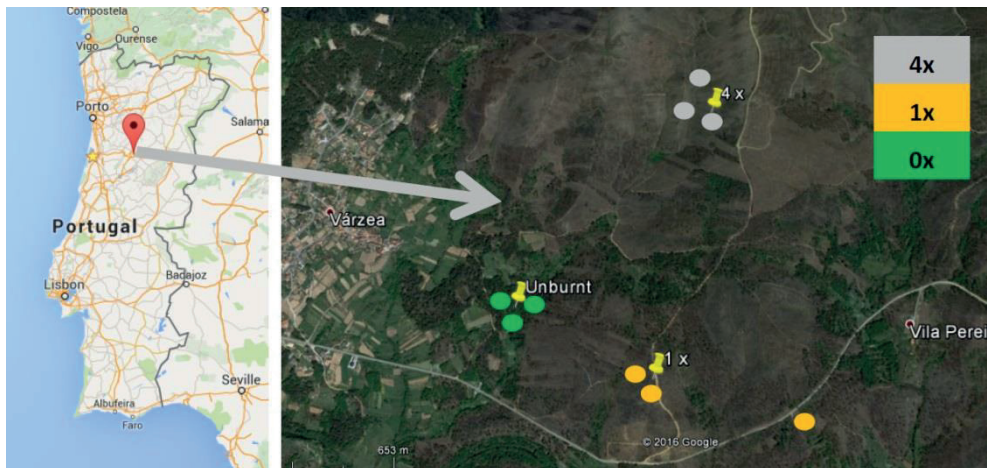 Compostela
Vigo
Ourense
Porto
Salama
Portugal
Badajoz
Lisbon
Seville
Albufeira
Faro
4x
1x
0x
4 x
Várzea
Unburnt
Vila Perei
1 x
© 2016 Google
653 m